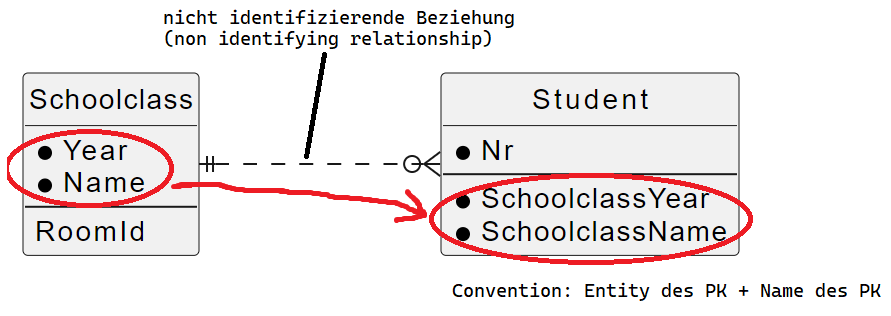 nicht identifizierende Beziehung
(non identifying relationship)
Schoolclass
Year
Name
RoomId
Student
Nr
SchoolclassYear
SchoolclassName
Convention: Entity des PK + Name des PK